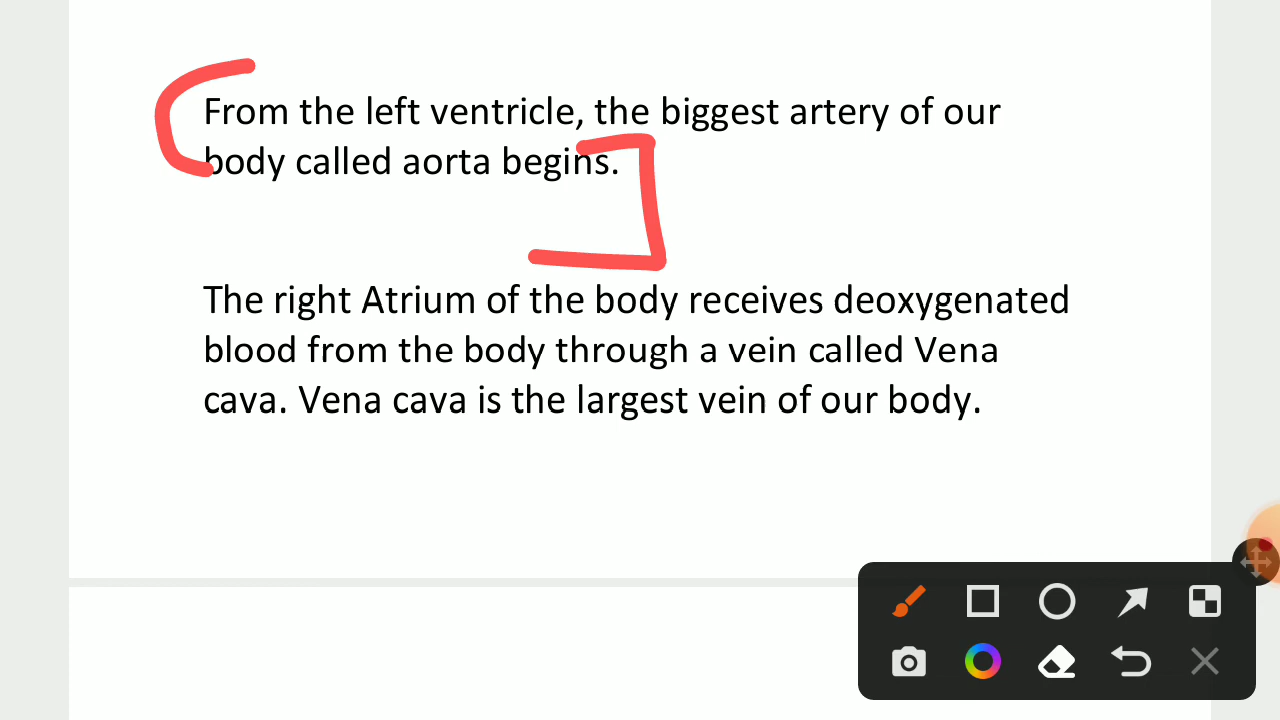 From the left ventricle, the biggest artery of our
body called aorta begins.
The right Atrium of the body receives deoxygenated
blood from the body through a vein called Vena
cava. Vena cava is the largest vein of our body.